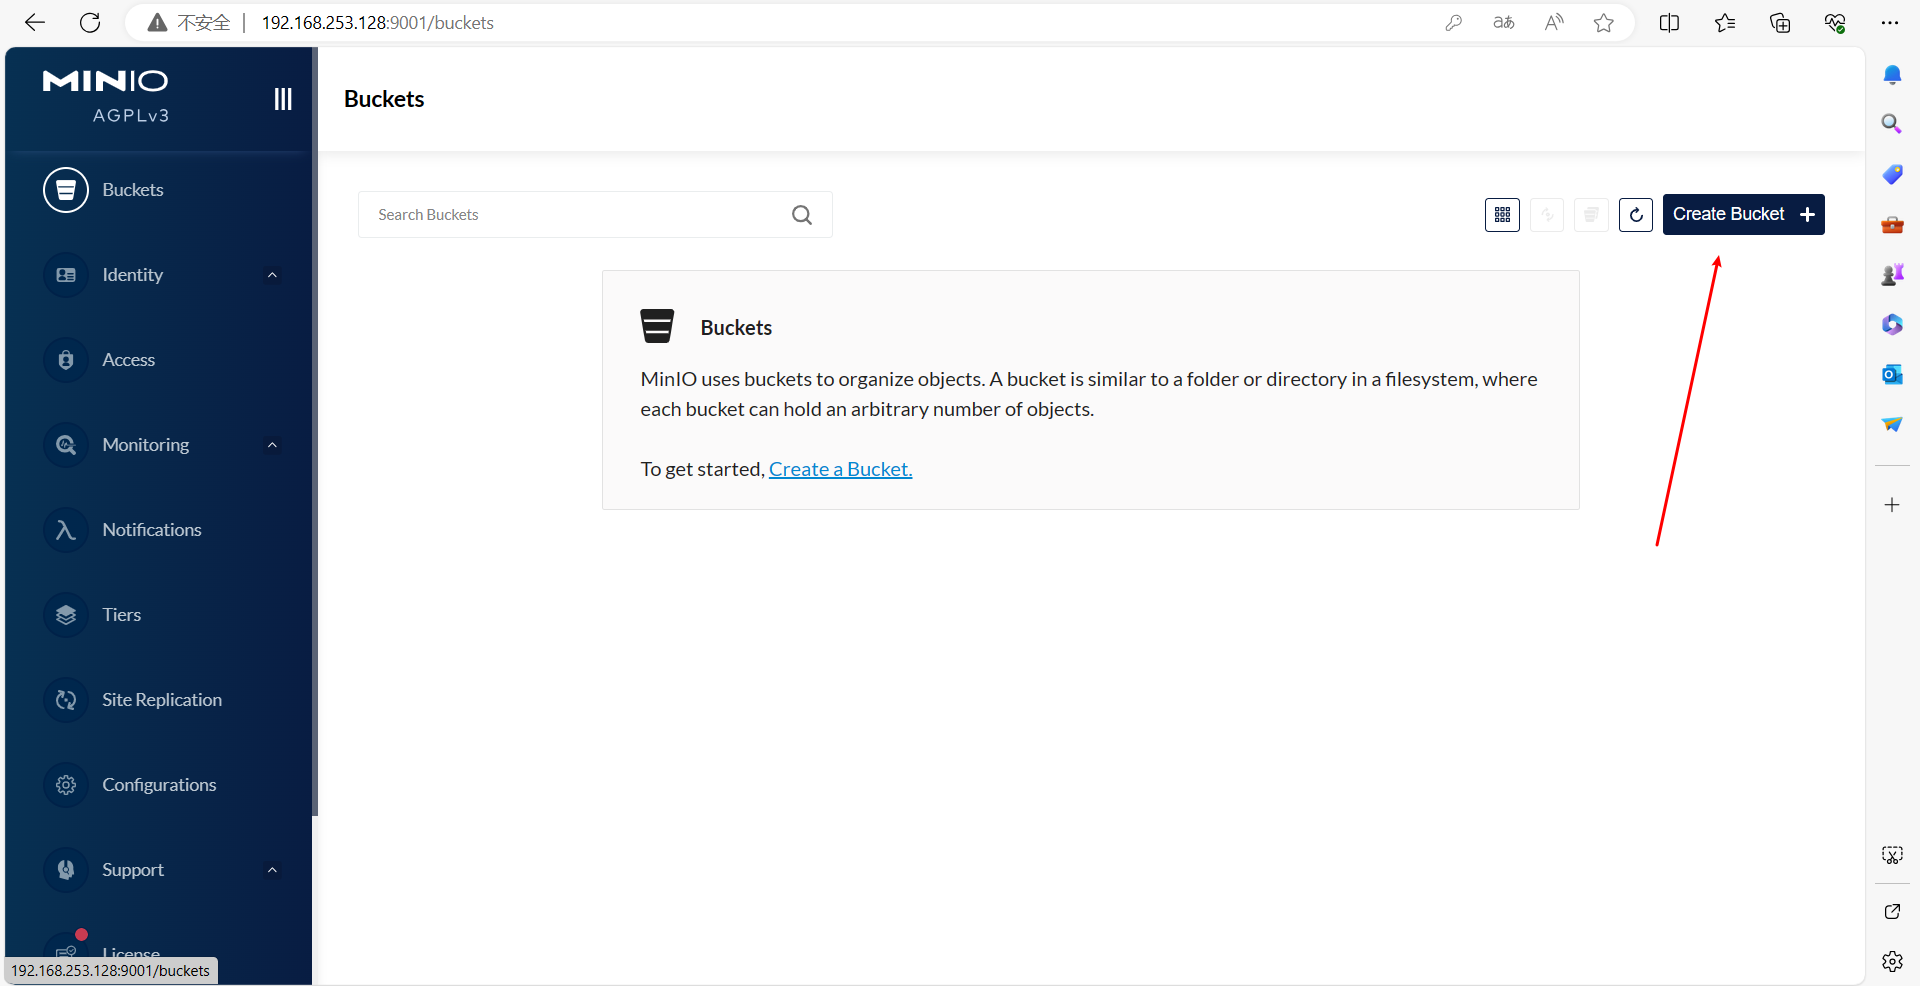 不安全 192.168.253.128:9001/buckets
MINIO
AGPLv3
Buckets
Identity
Access
Monitoring
Notifications
Tiers
Site Replication
Configurations
Support
License
192.168.253.128:9001/buckets
Buckets
Search Buckets
Create Bucket
Buckets
MinIO uses buckets to organize objects. A bucket is similar to a folder or directory in a filesystem, where
each bucket can hold an arbitrary number of objects.
To get started, Create a Bucket.